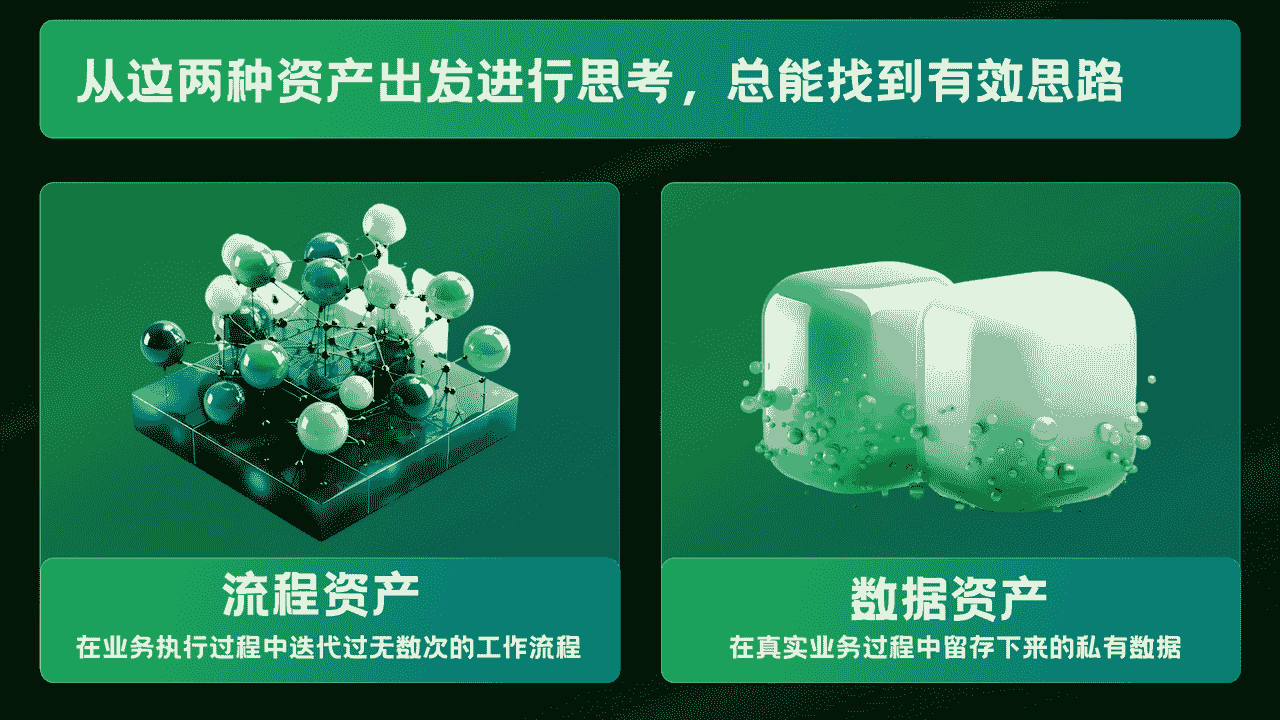 从这两种资产出发进行思考，总能找到有效思路
流程资产
在业务执行过程中迭代过无数次的工作流程
数据资产
在真实业务过程中留存下来的私有数据